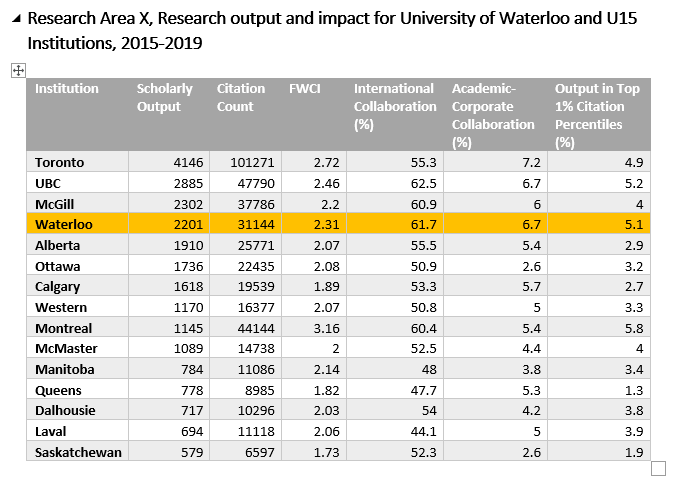 Research Area X, Research output and impact for University of Waterloo and U15
Institutions, 2015-2019
Institution Scholarly Output Citation Count FWCI International Collaboration (%) Academic-Corporate Collaboration (%) Output in Top 1% Citation Percentiles (%)
Toronto 4146 101271 2.72 55.3 7.2 4.9
UBC 2885 47790 2.46 62.5 6.7 5.2
McGill 2302 37786 2.2 60.9 6 4
Waterloo 2201 31144 2.31 61.7 6.7 5.1
Alberta 1910 25771 2.07 55.5 5.4 2.9
Ottawa 1736 22435 2.08 50.9 2.6 3.2
Calgary 1618 19539 1.89 53.3 5.7 2.7
Western 1170 16377 2.07 50.8 5 3.3
Montreal 1145 44144 3.16 60.4 5.4 5.8
McMaster 1089 14738 2 52.5 4.4 4
Manitoba 784 11086 2.14 48 3.8 3.4
Queens 778 8985 1.82 47.7 5.3 1.3
Dalhousie 717 10296 2.03 54 4.2 3.8
Laval 694 11118 2.06 44.1 5 3.9
Saskatchewan 579 6597 1.73 52.3 2.6 1.9